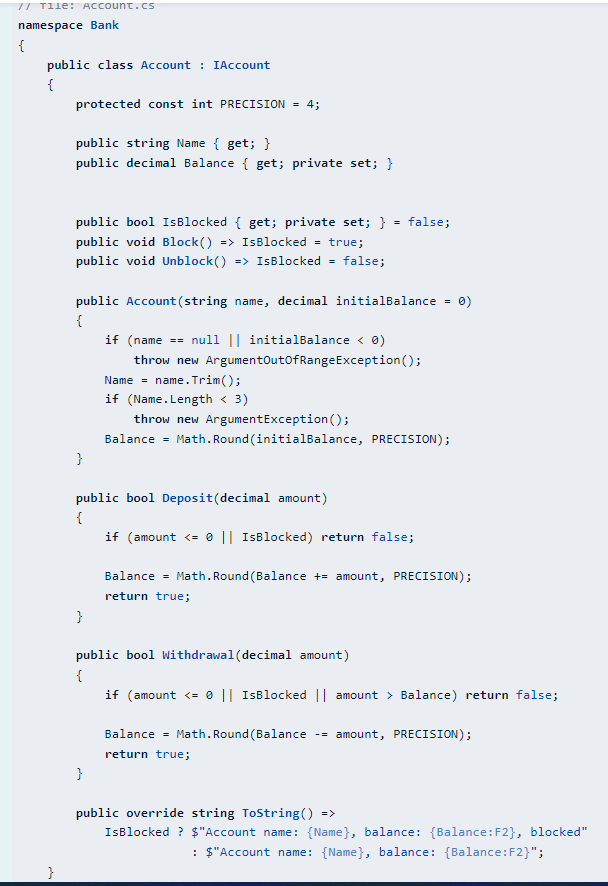 // file: Account.cs
namespace Bank
{
    public class Account : IAccount
    {
        protected const int PRECISION = 4;

        public string Name { get; }
        public decimal Balance { get; private set; }


        public bool IsBlocked { get; private set; } = false;
        public void Block() => IsBlocked = true;
        public void Unblock() => IsBlocked = false;

        public Account(string name, decimal initialBalance = 0)
        {
            if (name == null || initialBalance < 0)
                throw new ArgumentOutOfRangeException();
            Name = name.Trim();
            if (Name.Length < 3)
                throw new ArgumentException();
            Balance = Math.Round(initialBalance, PRECISION);
        }

        public bool Deposit(decimal amount)
        {
            if (amount <= 0 || IsBlocked) return false;

            Balance = Math.Round(Balance += amount, PRECISION);
            return true;
        }

        public bool Withdrawal(decimal amount)
        {
            if (amount <= 0 || IsBlocked || amount > Balance) return false;

            Balance = Math.Round(Balance -= amount, PRECISION);
            return true;
        }

        public override string ToString() =>
            IsBlocked ? $"Account name: {Name}, balance: {Balance:F2}, blocked"
                        : $"Account name: {Name}, balance: {Balance:F2}";
    }